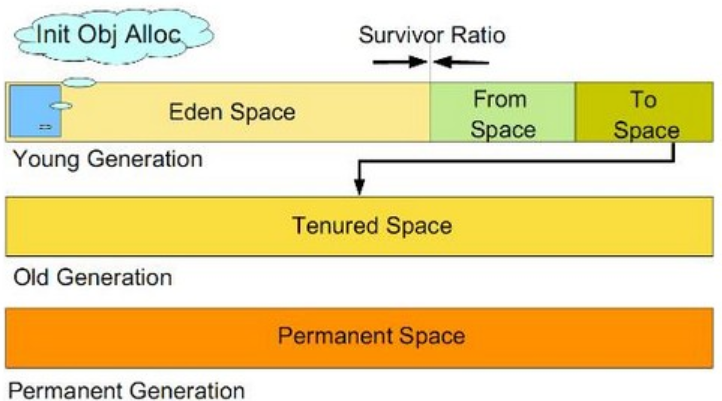 Init Obj Alloc
Survivor Ratio
Eden Space
From
Space
To
Space
Young Generation
Tenured Space
Old Generation
Permanent Space
Permanent Generation